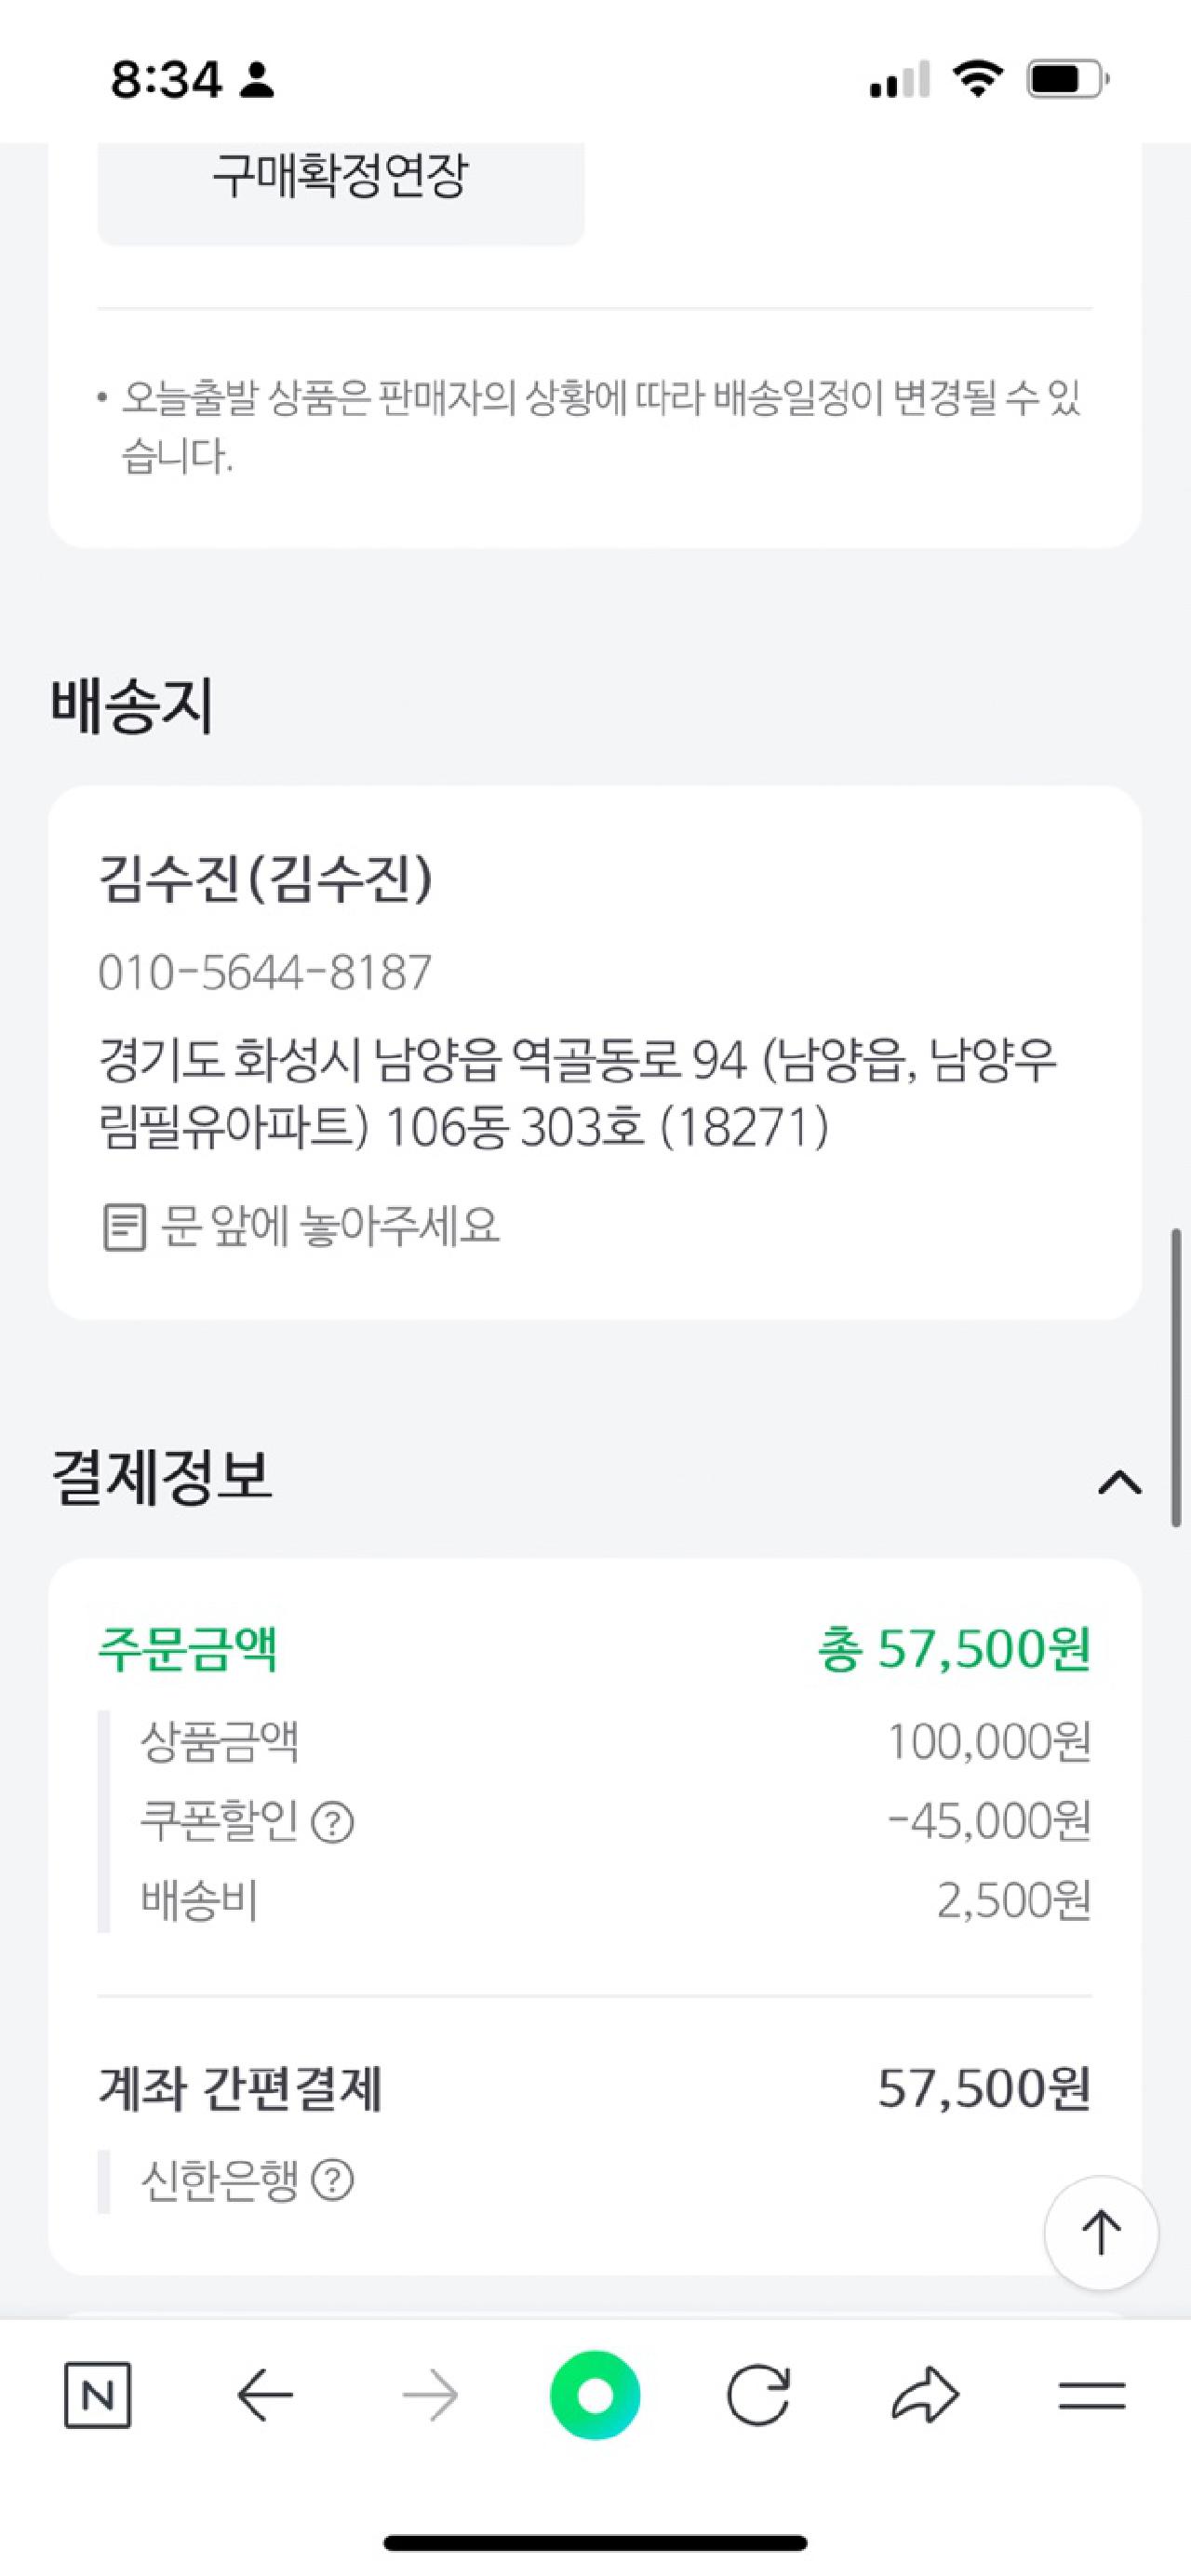 8:34
구매확정연장
• 오늘출발 상품은 판매자의 상황에 따라 배송일정이 변경될 수 있
습니다.
배송지
김수진(김수진)
010-5644-8187
경기도 화성시 남양읍 역골동로 94 (남양읍, 남양우
림필유아파트) 106동 303호 (18271)
문 앞에 놓아주세요
결제정보
주문금액 총 57,500원
상품금액 100,000원
쿠폰할인 ? -45,000원
배송비 2,500원
계좌 간편결제 57,500원
신한은행 ?
N